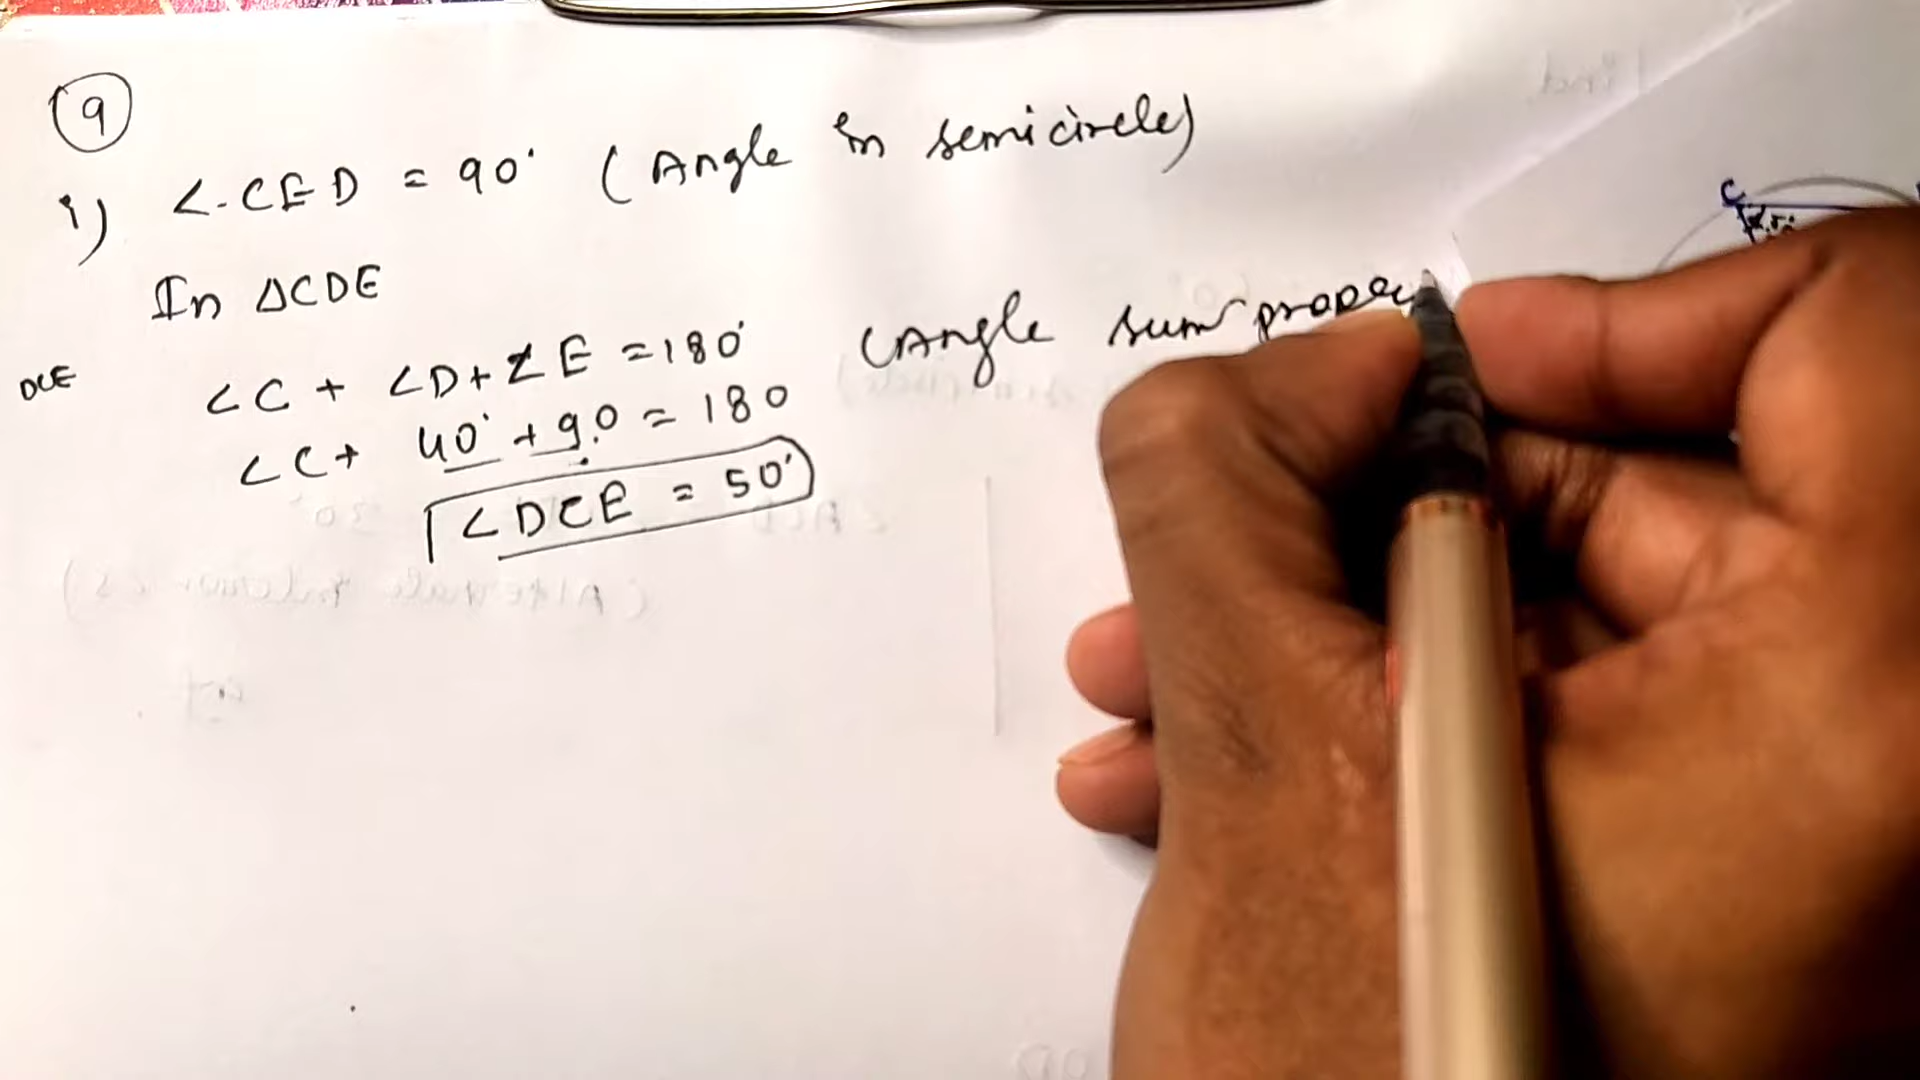 9
i) ∠CED = 90° (Angle in semicircle)
In ΔCDE
∠C + ∠D + ∠E = 180° (Angle sum proper
DCE
∠C + 40° + 90 = 180
∠DCE = 50°
C